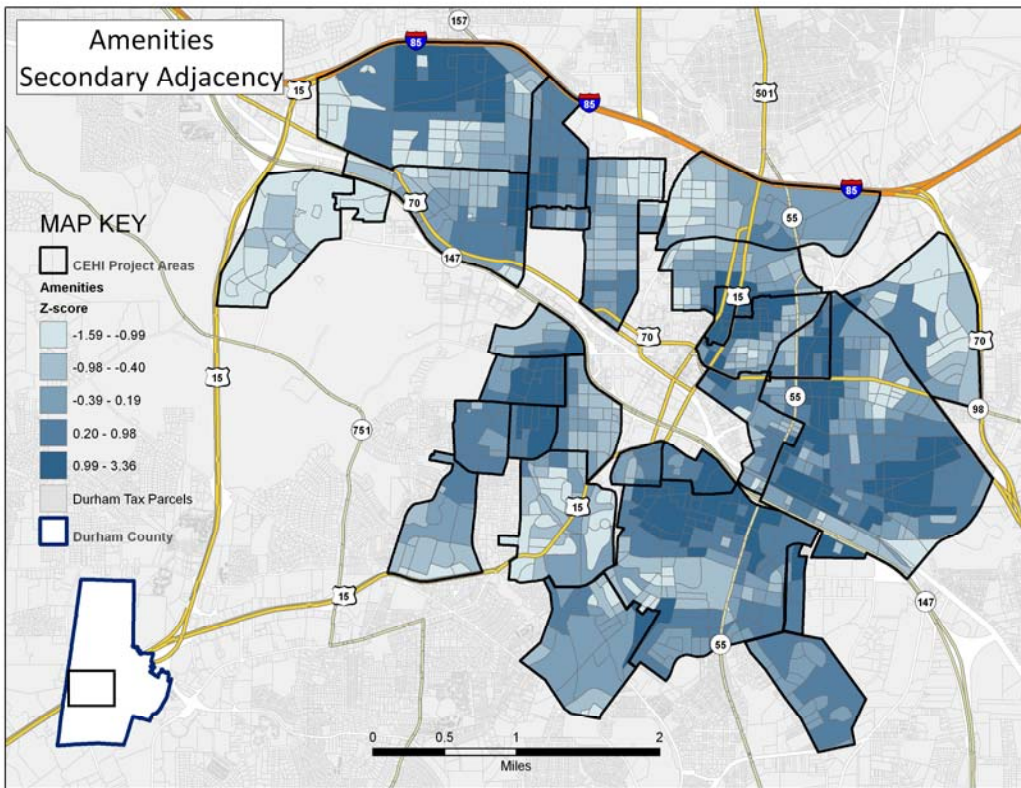 Amenities
Secondary Adjacency
157
85
15
85
501
85
70
55
147
15
70
70
15
55
98
751
15
15
147
55
MAP KEY
CEHI Project Areas
Amenities
Z-score
-1.59 - -0.99
-0.98 - -0.40
-0.39 - 0.19
0.20 - 0.98
0.99 - 3.36
Durham Tax Parcels
Durham County
0 0.5 1 2
Miles